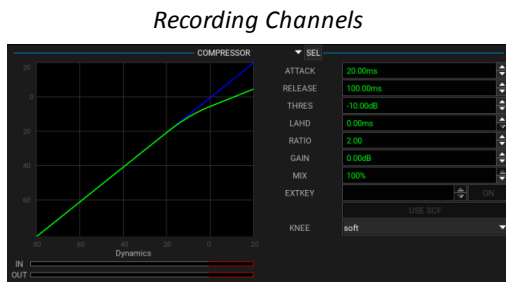 Recording Channels
COMPRESSOR
SEL
20
0
20
40
60
80 60 40 20 0 20
Dynamics
IN
OUT
ATTACK 20.00ms
RELEASE 100.00ms
THRES -10.00dB
LAHD 0.00ms
RATIO 2.00
GAIN 0.00dB
MIX 100%
EXTKEY ON
USE SCF
KNEE soft